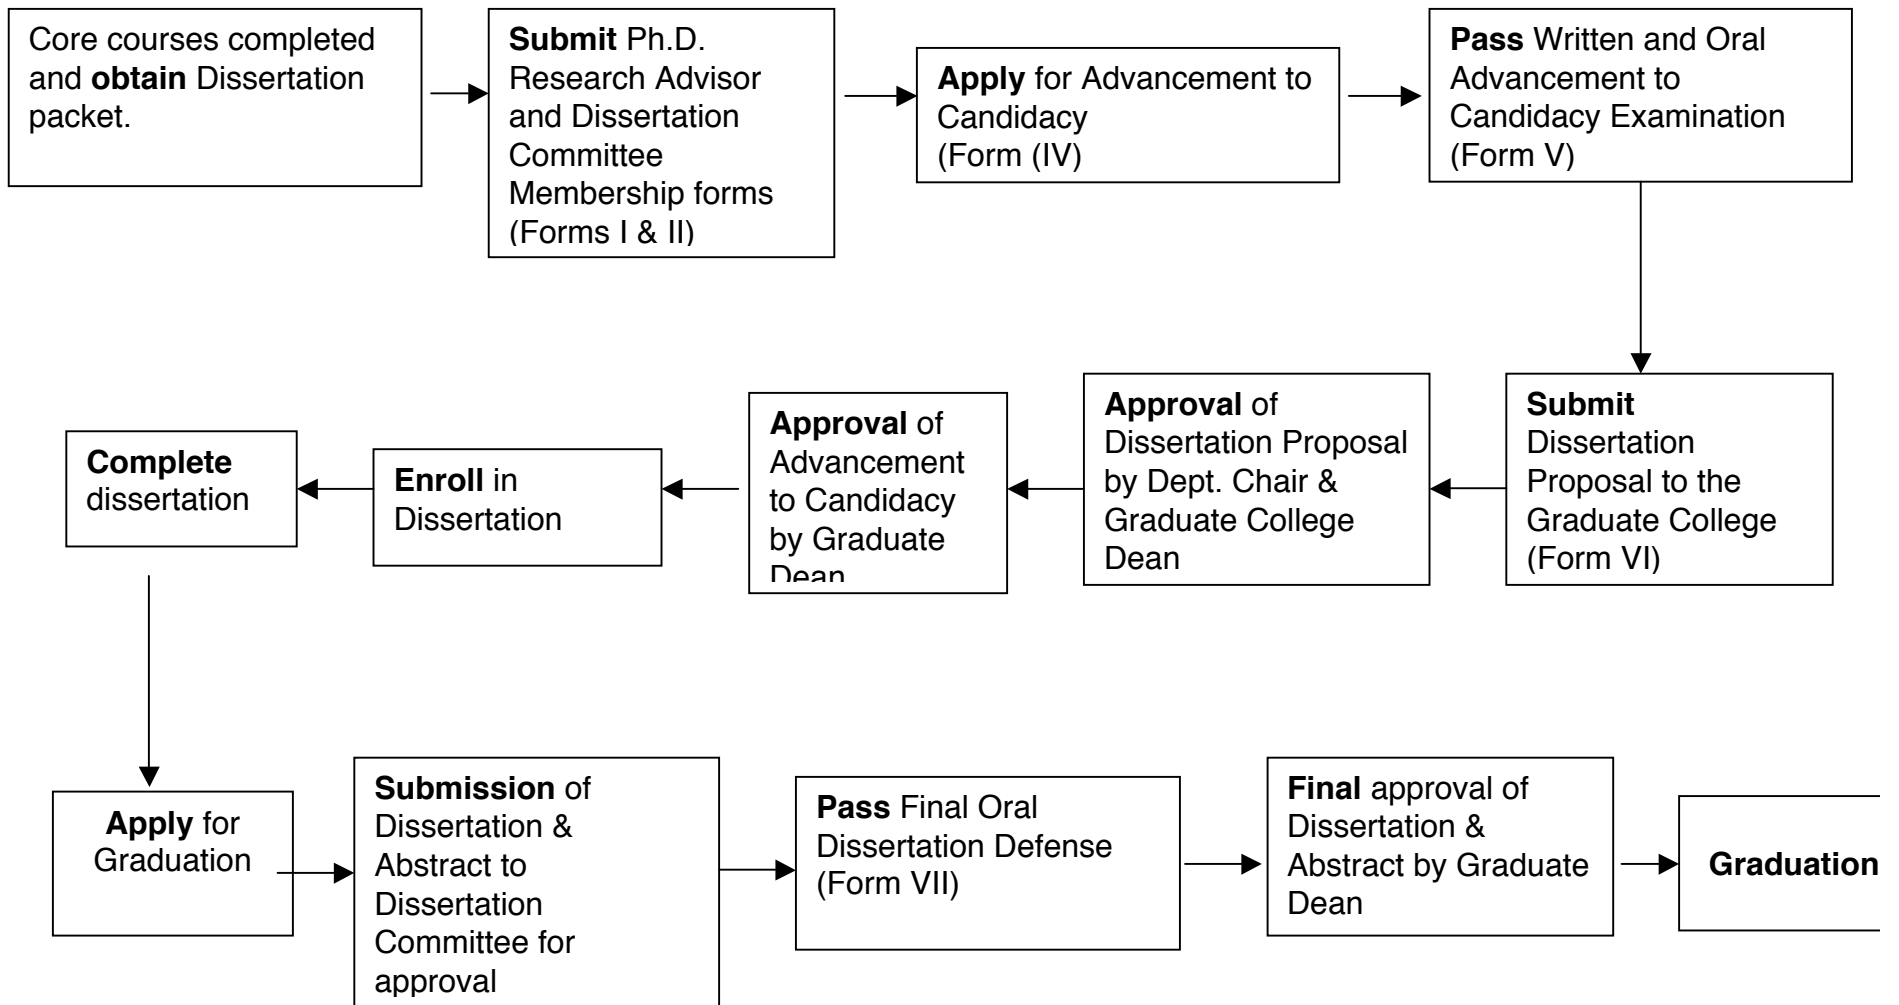 Core courses completed
and obtain Dissertation
packet.
Submit Ph.D.
Research Advisor
and Dissertation
Committee
Membership forms
(Forms I & II)
Apply for Advancement to
Candidacy
(Form (IV)
Pass Written and Oral
Advancement to
Candidacy Examination
(Form V)
Submit
Dissertation
Proposal to the
Graduate College
(Form VI)
Approval of
Dissertation Proposal
by Dept. Chair &
Graduate College
Dean
Approval of
Advancement
to Candidacy
by Graduate
Dean
Enroll in
Dissertation
Complete
dissertation
Apply for
Graduation
Submission of
Dissertation &
Abstract to
Dissertation
Committee for
approval
Pass Final Oral
Dissertation Defense
(Form VII)
Final approval of
Dissertation &
Abstract by Graduate
Dean
Graduation